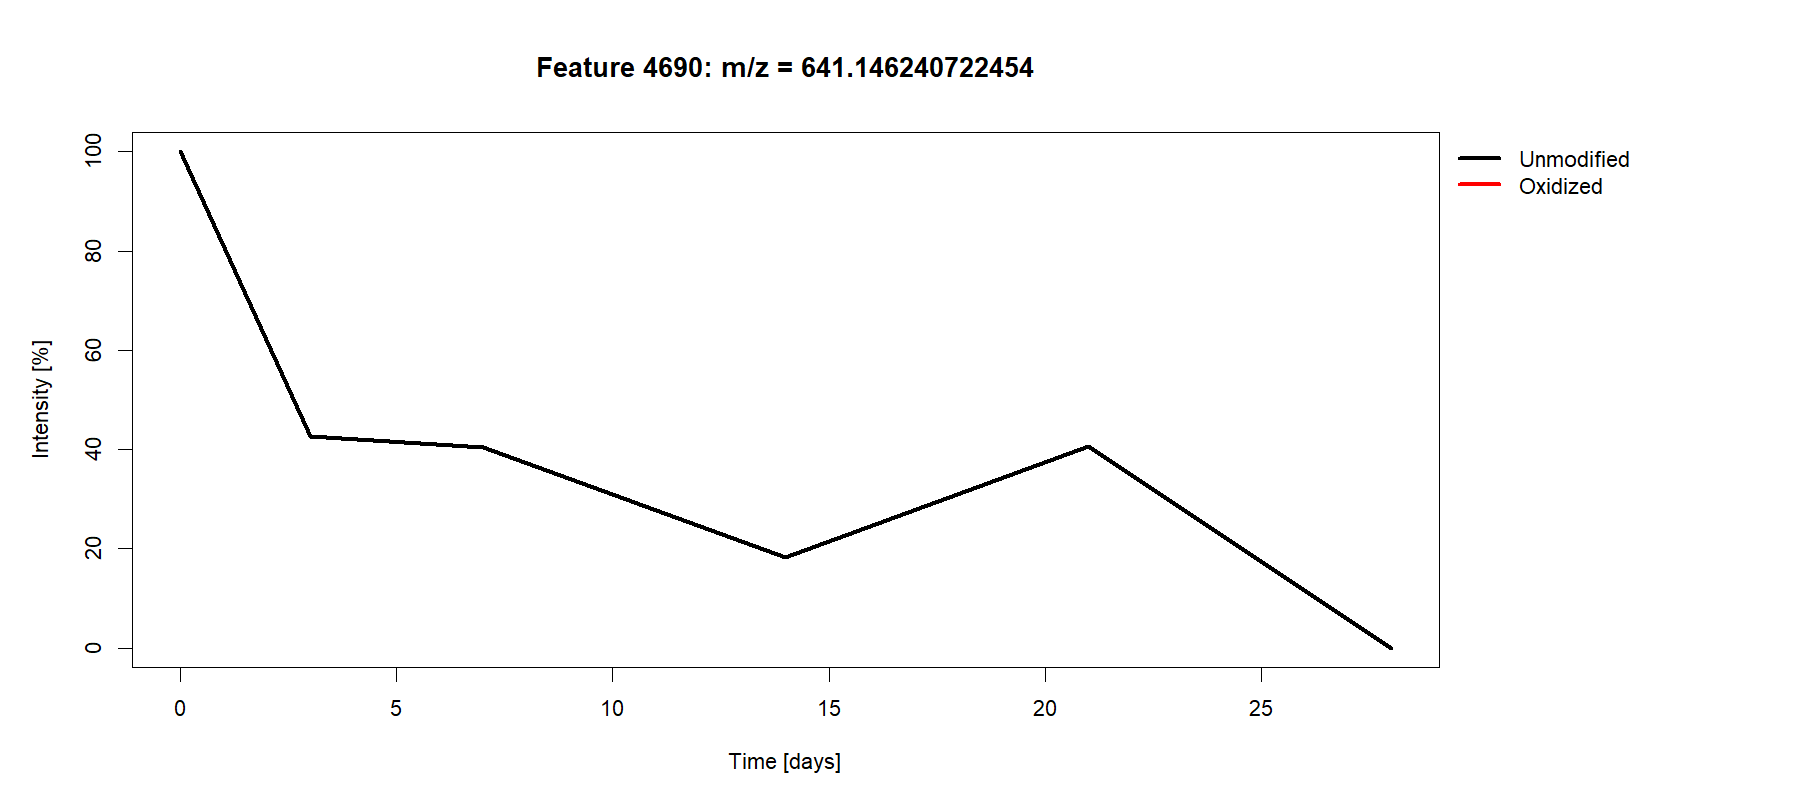 Feature 4690: m/z = 641.146240722454
Unmodified
Oxidized
Intensity [%]
100
80
60
40
20
0
0 5 10 15 20 25
Time [days]